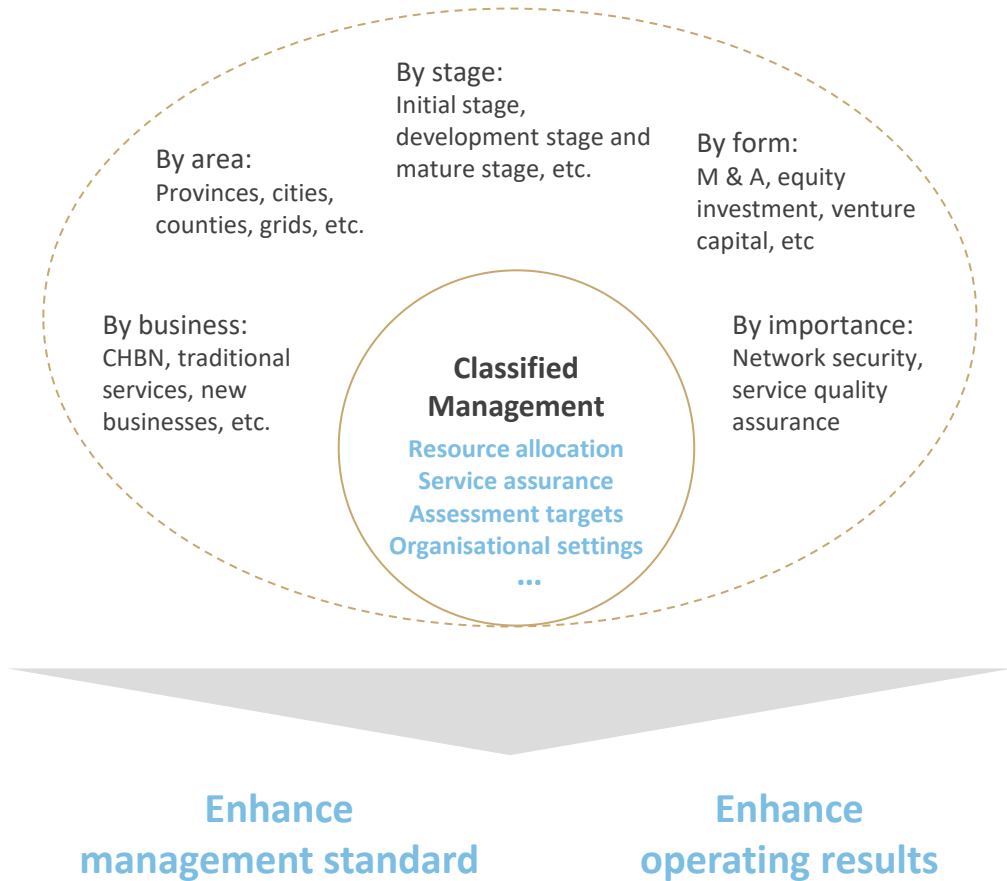 By stage:
Initial stage,
development stage and
mature stage, etc.
By area:
Provinces, cities,
counties, grids, etc.
By form:
M & A, equity
investment, venture
capital, etc
By business:
CHBN, traditional
services, new
businesses, etc.
By importance:
Network security,
service quality
assurance
Classified
Management
Resource allocation
Service assurance
Assessment targets
Organisational settings
...
Enhance
management standard
Enhance
operating results